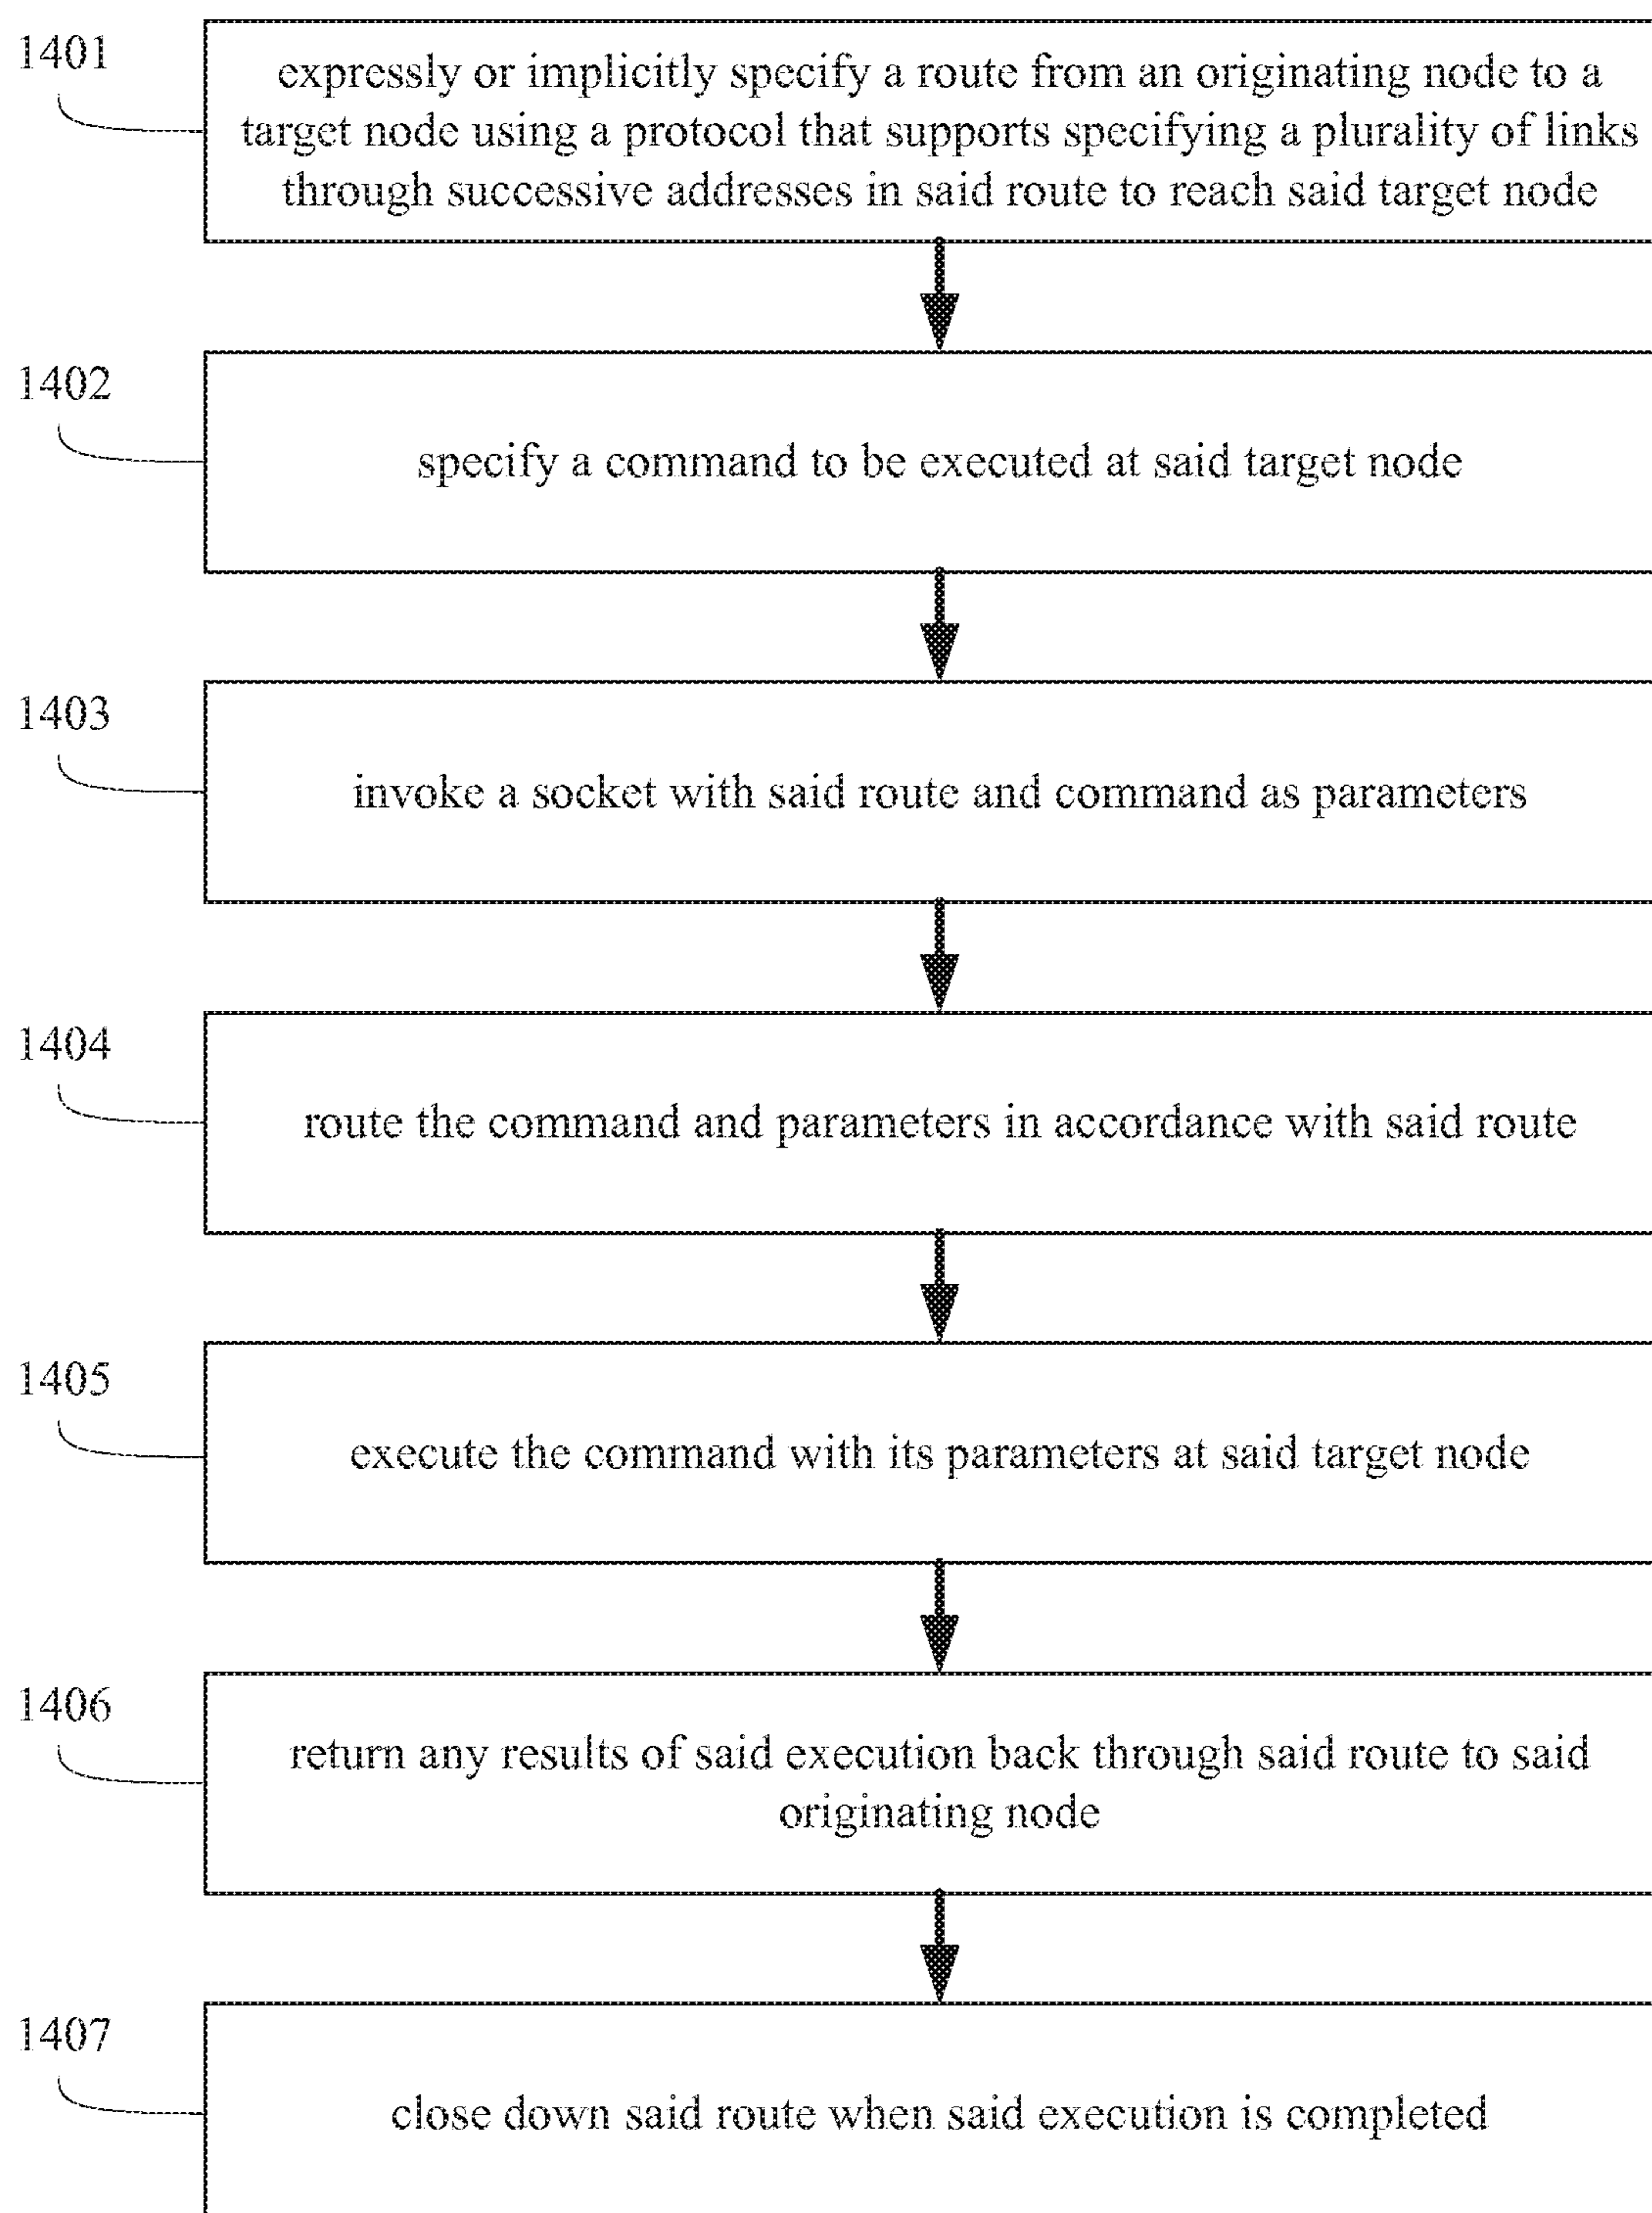 1401
expressly or implicitly specify a route from an originating node to a
target node using a protocol that supports specifying a plurality of links
through successive addresses in said route to reach said target node
1402
specify a command to be executed at said target node
1403
invoke a socket with said route and command as parameters
1404
route the command and parameters in accordance with said route
1405
execute the command with its parameters at said target node
1406
return any results of said execution back through said route to said
originating node
1407
close down said route when said execution is completed